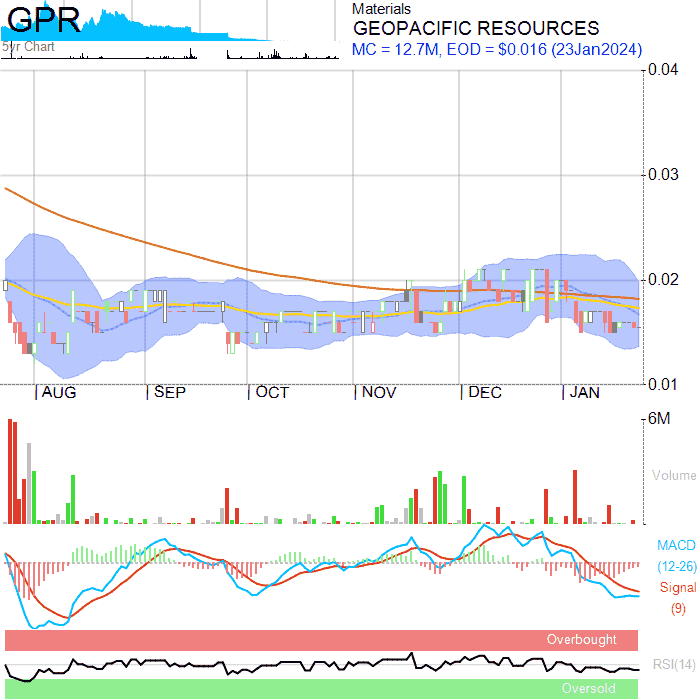 GPR
5yr Chart
Materials
GEOPACIFIC RESOURCES
MC = 12.7M, EOD = $0.016 (23Jan2024)
0.04
0.03
0.02
0.01
AUG SEP OCT NOV DEC JAN
6M
Volume
MACD
(12-26)
Signal
(9)
Overbought
RSI(14)
Oversold